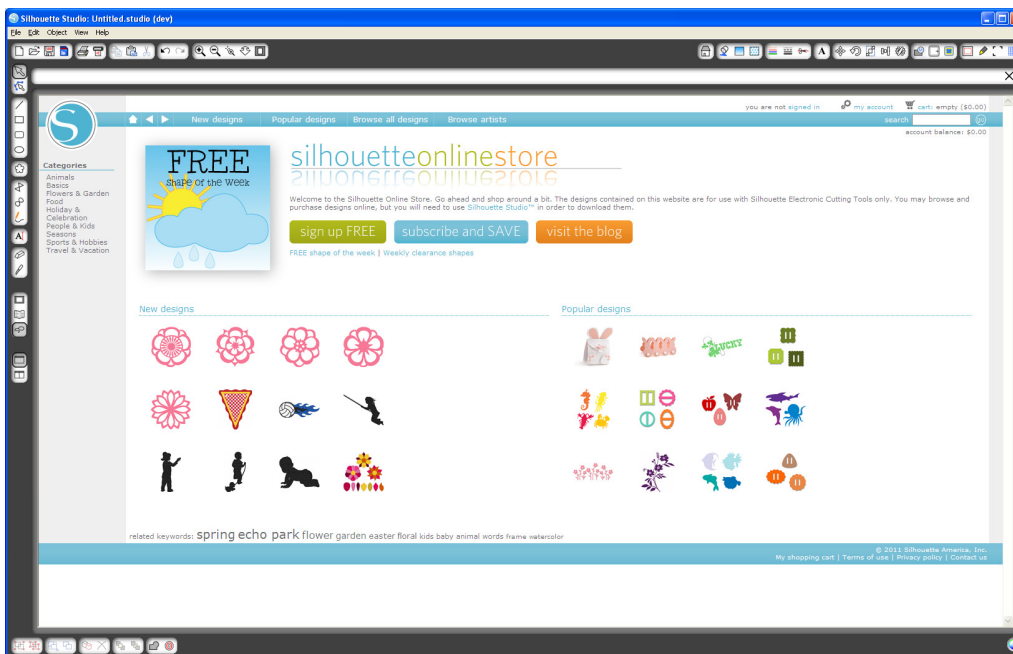 Silhouette Studio: Untitled.studio (dev)
File Edit Object View Help
you are not signed in my account cart: empty ($0.00)
New designs Popular designs Browse all designs Browse artists search go
account balance: $0.00
S
Categories
Animals
Basics
Flowers & Garden
Food
Holiday &
Celebration
People & Kids
Seasons
Sports & Hobbies
Travel & Vacation
FREE
shape of the week
silhouetteonlinestore
Welcome to the Silhouette Online Store. Go ahead and shop around a bit. The designs contained on this website are for use with Silhouette Electronic Cutting Tools only. You may browse and
purchase designs online, but you will need to use Silhouette Studio™ in order to download them.
sign up FREE subscribe and SAVE visit the blog
FREE shape of the week | Weekly clearance shapes
New designs
Popular designs
LUCKY
related keywords: spring echo park flower garden easter floral kids baby animal words frame watercolor
© 2011 Silhouette America, Inc.
My shopping cart | Terms of use | Privacy policy | Contact us